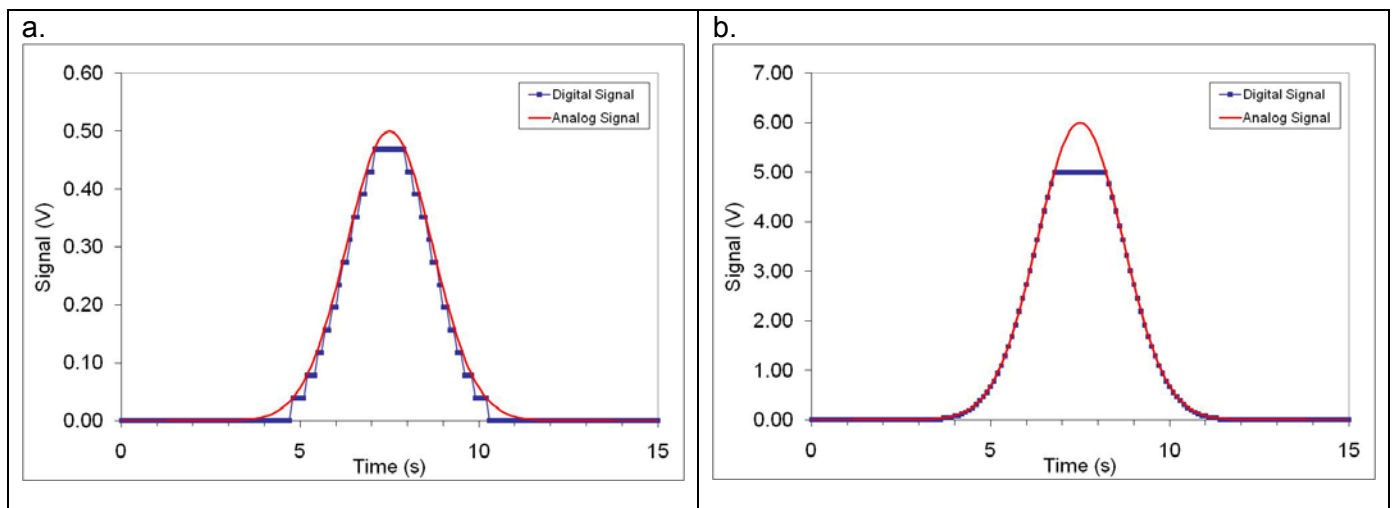 a.
0.60
0.50
0.40
0.30
0.20
0.10
0.00
Signal (V)
Digital Signal
Analog Signal
0
5
10
15
Time (s)
b.
7.00
6.00
5.00
4.00
3.00
2.00
1.00
0.00
Signal (V)
Digital Signal
Analog Signal
0
5
10
15
Time (s)